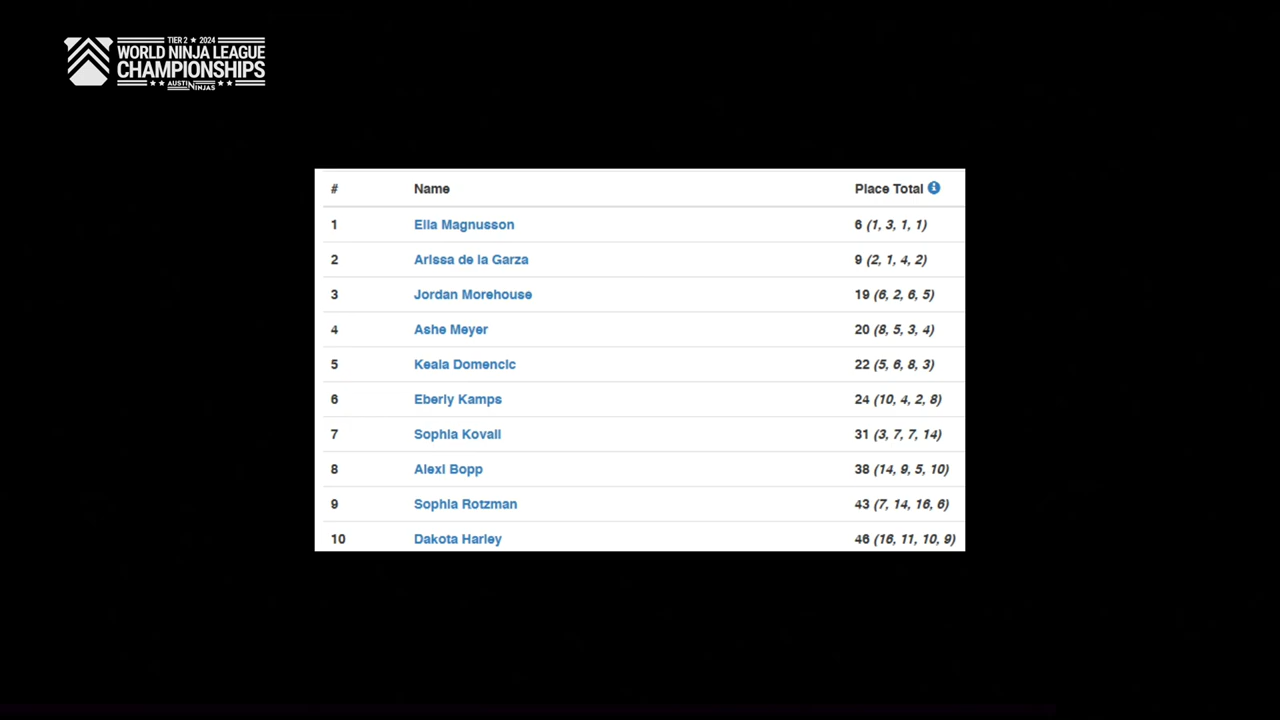 TIER 2 ★ 2024
WORLD NINJA LEAGUE
CHAMPIONSHIPS
★ ★ AUSTIN NINJAS ★ ★
# Name Place Total
1 Ella Magnusson 6 (1, 3, 1, 1)
2 Arissa de la Garza 9 (2, 1, 4, 2)
3 Jordan Morehouse 19 (6, 2, 6, 5)
4 Ashe Meyer 20 (8, 5, 3, 4)
5 Keala Domencic 22 (5, 6, 8, 3)
6 Eberly Kamps 24 (10, 4, 2, 8)
7 Sophia Kovall 31 (3, 7, 7, 14)
8 Alexi Bopp 38 (14, 9, 5, 10)
9 Sophia Rotzman 43 (7, 14, 16, 6)
10 Dakota Harley 46 (16, 11, 10, 9)